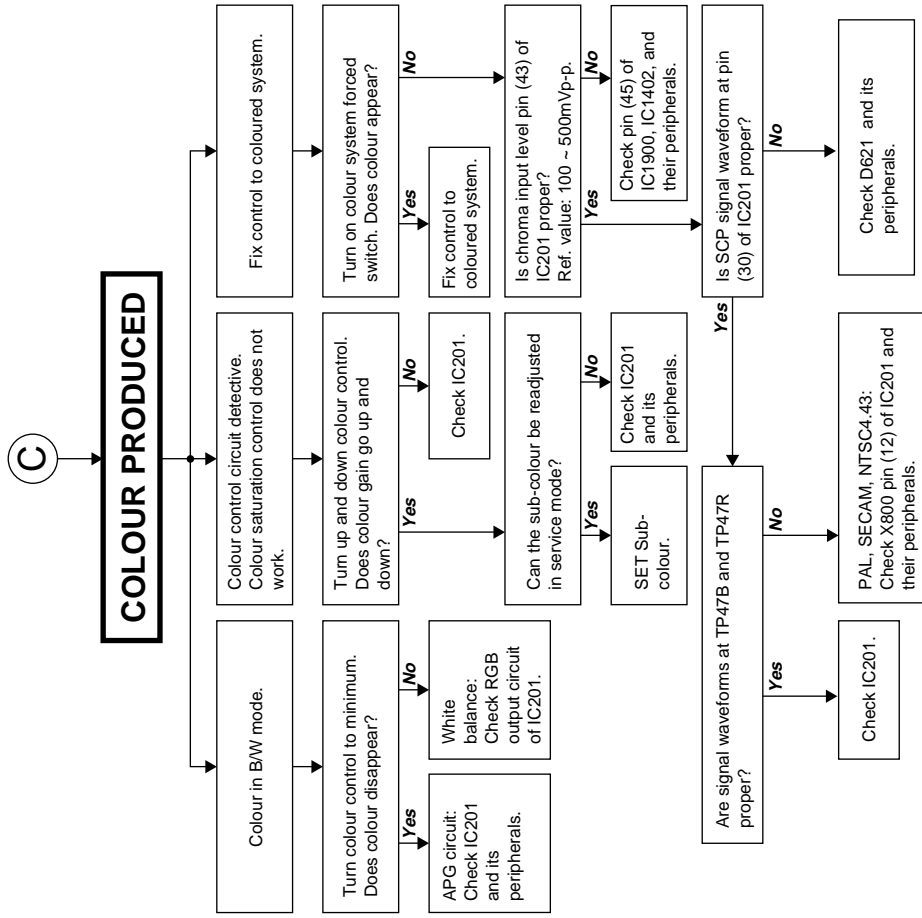 C
COLOUR PRODUCED
Colour in B/W mode.
Turn colour control to minimum.
Does colour disappear?
Yes
No
APG circuit:
Check IC201
and its
peripherals.
White
balance:
Check RGB
output circuit
of IC201.
Colour control circuit detective.
Colour saturation control does not
work.
Turn up and down colour control.
Does colour gain go up and
down?
Yes
No
Check IC201.
Can the sub-colour be readjusted
in service mode?
Yes
No
SET Sub-
colour.
Check IC201
and its
peripherals.
Fix control to coloured system.
Turn on colour system forced
switch. Does colour appear?
Yes
No
Fix control to
coloured system.
Is chroma input level pin (43) of
IC201 proper?
Ref. value: 100 ~ 500mVp-p.
Yes
No
Check pin (45) of
IC1900, IC1402, and
their peripherals.
Is SCP signal waveform at pin
(30) of IC201 proper?
Yes
No
Check D621 and its
peripherals.
Are signal waveforms at TP47B and TP47R
proper?
Yes
No
Check IC201.
PAL, SECAM, NTSC4.43:
Check X800 pin (12) of IC201 and
their peripherals.